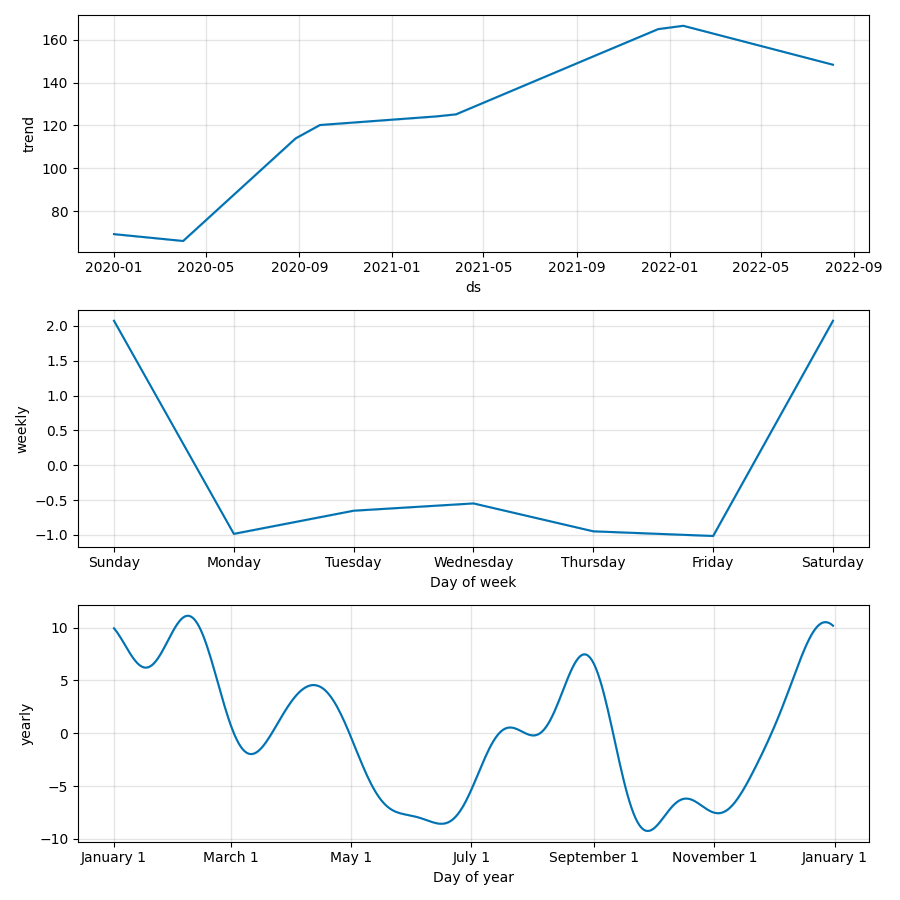 trend
160
140
120
100
80
2020-01 2020-05 2020-09 2021-01 2021-05 2021-09 2022-01 2022-05 2022-09
ds
weekly
2.0
1.5
1.0
0.5
0.0
−0.5
−1.0
Sunday Monday Tuesday Wednesday Thursday Friday Saturday
Day of week
yearly
10
5
0
−5
−10
January 1 March 1 May 1 July 1 September 1 November 1 January 1
Day of year